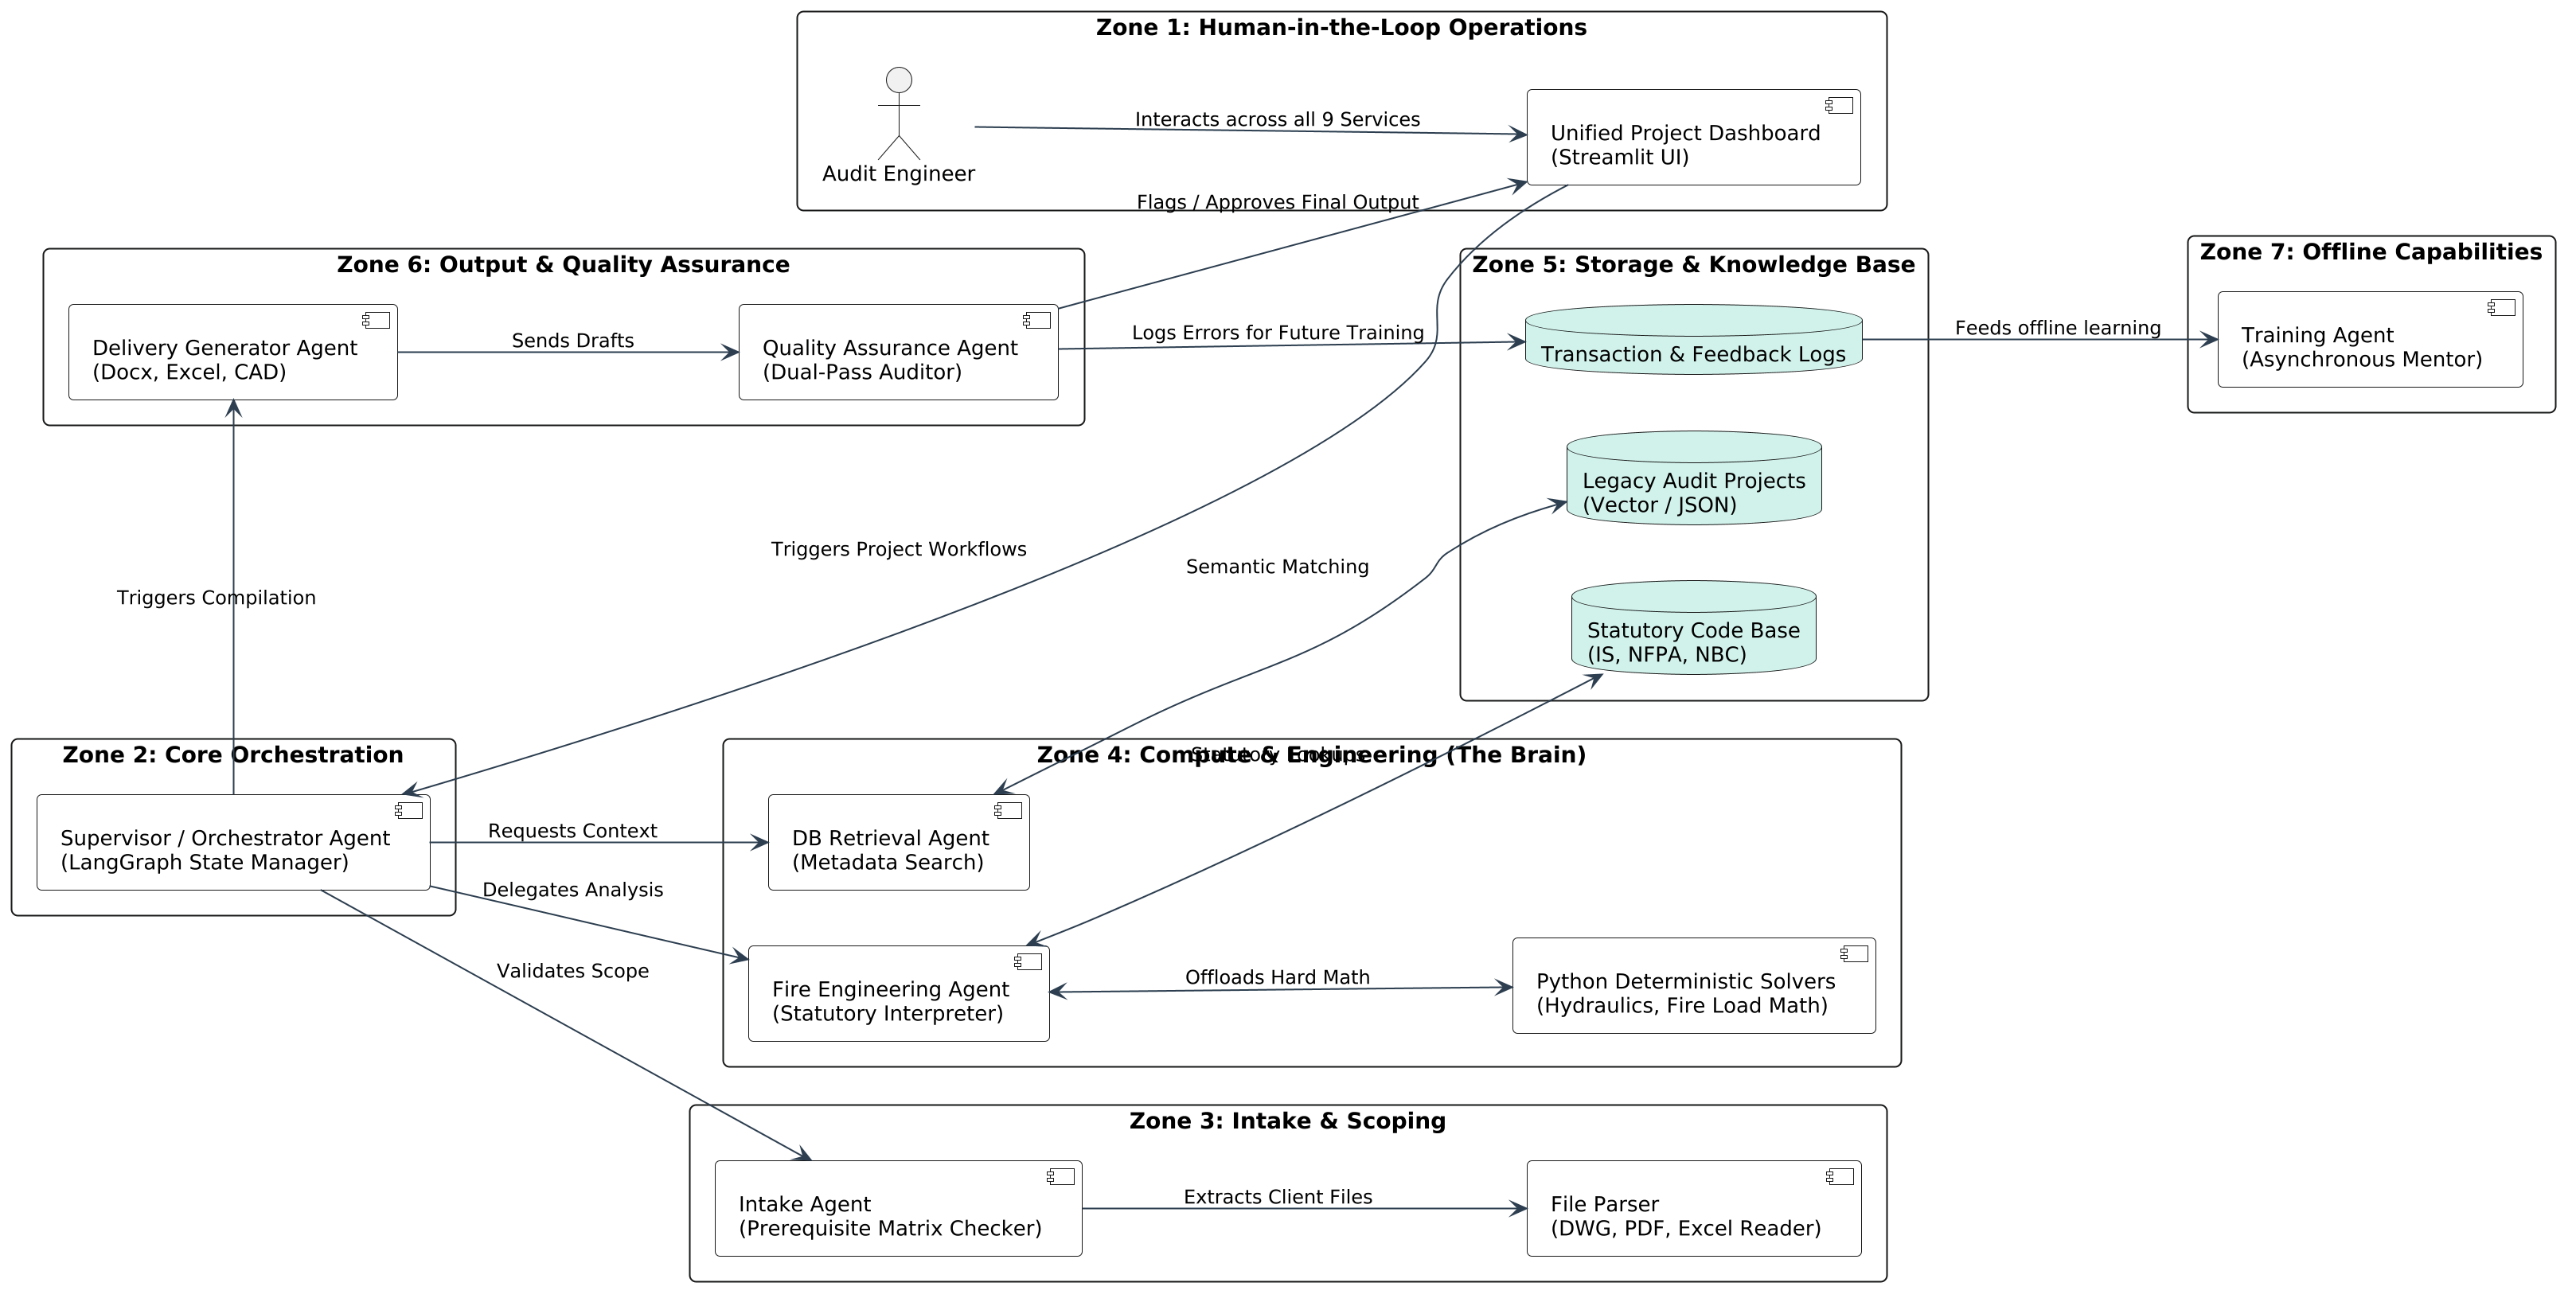 Zone 1: Human-in-the-Loop Operations
Audit Engineer
Interacts across all 9 Services
Unified Project Dashboard
(Streamlit UI)
Flags / Approves Final Output
Zone 6: Output & Quality Assurance
Delivery Generator Agent
(Docx, Excel, CAD)
Sends Drafts
Quality Assurance Agent
(Dual-Pass Auditor)
Logs Errors for Future Training
Zone 5: Storage & Knowledge Base
Transaction & Feedback Logs
Legacy Audit Projects
(Vector / JSON)
Statutory Code Base
(IS, NFPA, NBC)
Feeds offline learning
Zone 7: Offline Capabilities
Training Agent
(Asynchronous Mentor)
Triggers Project Workflows
Semantic Matching
Triggers Compilation
Zone 2: Core Orchestration
Supervisor / Orchestrator Agent
(LangGraph State Manager)
Requests Context
Delegates Analysis
Validates Scope
Zone 4: Compute & Engineering (The Brain)
Statutory Lookups
DB Retrieval Agent
(Metadata Search)
Fire Engineering Agent
(Statutory Interpreter)
Offloads Hard Math
Python Deterministic Solvers
(Hydraulics, Fire Load Math)
Zone 3: Intake & Scoping
Intake Agent
(Prerequisite Matrix Checker)
Extracts Client Files
File Parser
(DWG, PDF, Excel Reader)